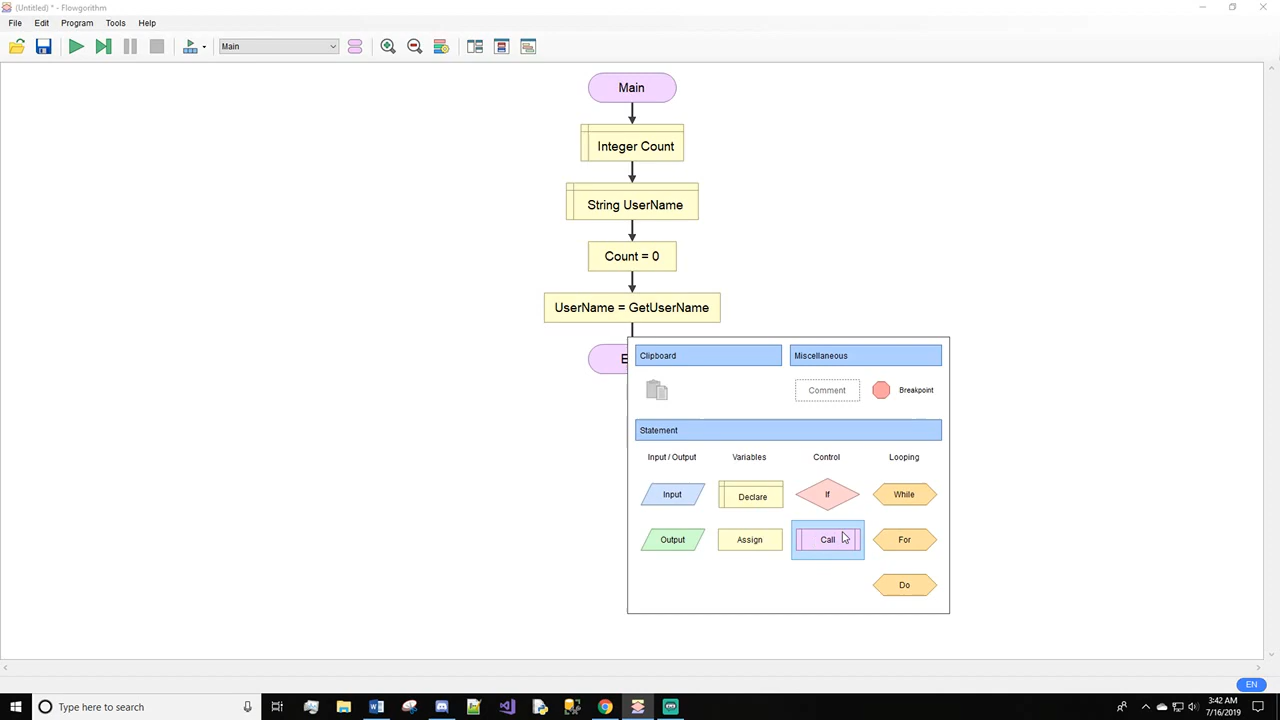 (Untitled) * - Flowgorithm
File Edit Program Tools Help
Main
Main
Integer Count
String UserName
Count = 0
UserName = GetUserName
E
Clipboard Miscellaneous
Comment Breakpoint
Statement
Input / Output Variables Control Looping
Input Declare If While
Output Assign Call For
Do
EN
Type here to search
3:42 AM
7/16/2019